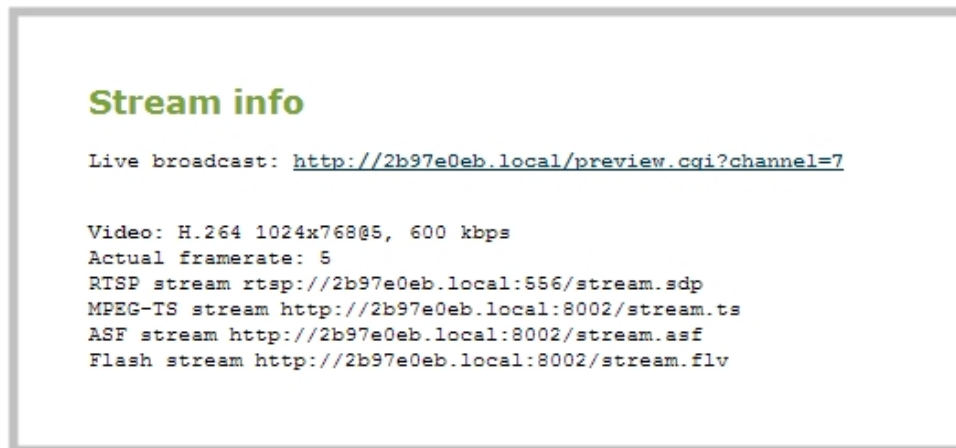 Stream info
Live broadcast: http://2b97e0eb.local/preview.cgi?channel=7
Video: H.264 1024x768@5, 600 kbps
Actual framerate: 5
RTSP stream rtsp://2b97e0eb.local:556/stream.sdp
MPEG-TS stream http://2b97e0eb.local:8002/stream.ts
ASF stream http://2b97e0eb.local:8002/stream.asf
Flash stream http://2b97e0eb.local:8002/stream.flv